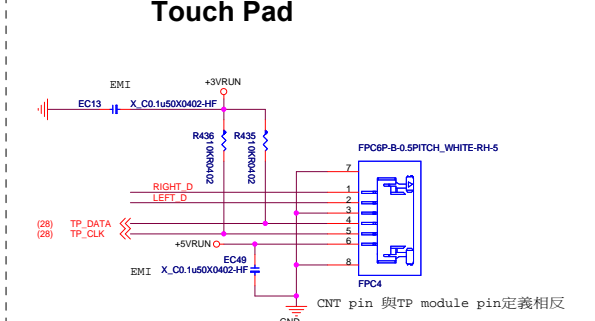 Touch Pad
EMI
+3VRUN
EC13
X_C0.1u50X0402-HF
R436
10KR0402
R435
10KR0402
FPC6P-B-0.5PITCH_WHITE-RH-5
7
RIGHT_D
1
LEFT_D
2
3
(28) TP_DATA
4
(28) TP_CLK
5
+5VRUN
6
EC49
EMI
X_C0.1u50X0402-HF
8
FPC4
CNT pin 與TP module pin定義相反
GND